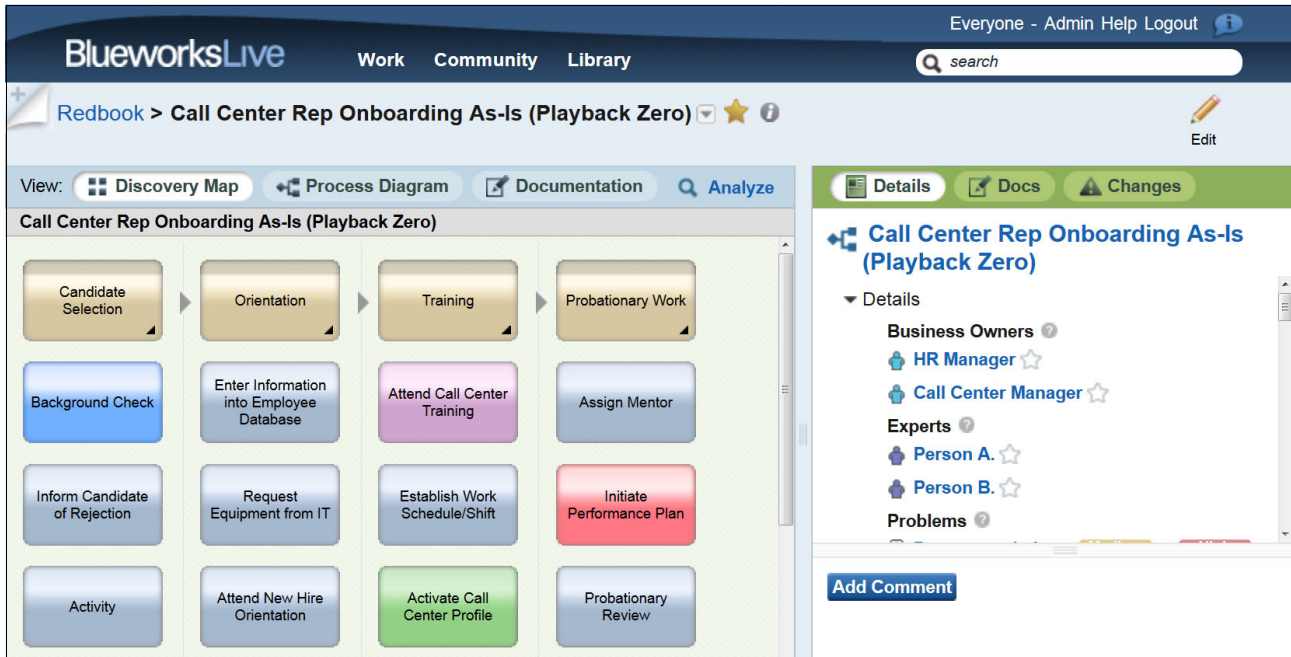 Everyone - Admin Help Logout
BlueworksLive
Work Community Library
search
Redbook > Call Center Rep Onboarding As-Is (Playback Zero)
Edit
View: Discovery Map Process Diagram Documentation Analyze
Details Docs Changes
Call Center Rep Onboarding As-Is (Playback Zero)
Candidate
Selection
Orientation
Training
Probationary Work
Background Check
Enter Information
into Employee
Database
Attend Call Center
Training
Assign Mentor
Inform Candidate
of Rejection
Request
Equipment from IT
Establish Work
Schedule/Shift
Initiate
Performance Plan
Activity
Attend New Hire
Orientation
Activate Call
Center Profile
Probationary
Review
Call Center Rep Onboarding As-Is
(Playback Zero)
Details
Business Owners
HR Manager
Call Center Manager
Experts
Person A.
Person B.
Problems
Add Comment